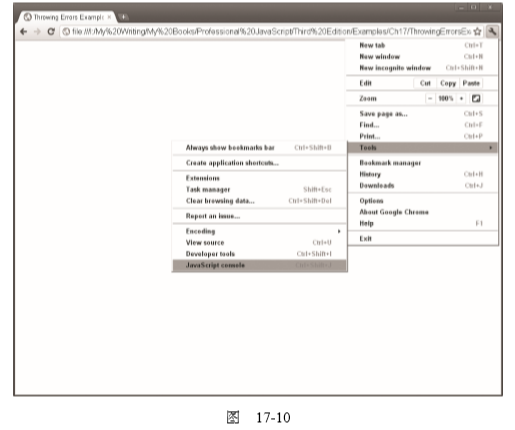 Throwing Errors Exampl ×
file:///I:/My%20Writing/My%20Books/Professional%20JavaScript/Third%20Edition/Examples/Ch17/ThrowingErrorsEx
New tab Ctrl+T
New window Ctrl+N
New incognito window Ctrl+Shift+N
Edit Cut Copy Paste
Zoom - 100% +
Save page as... Ctrl+S
Find... Ctrl+F
Print... Ctrl+P
Tools
Always show bookmarks bar Ctrl+Shift+B
Create application shortcuts...
Extensions
Task manager Shift+Esc
Clear browsing data... Ctrl+Shift+Del
Report an issue...
Encoding
View source Ctrl+U
Developer tools Ctrl+Shift+I
JavaScript console
Bookmark manager
History Ctrl+H
Downloads Ctrl+J
Options
About Google Chrome
Help F1
Exit
图 17-10